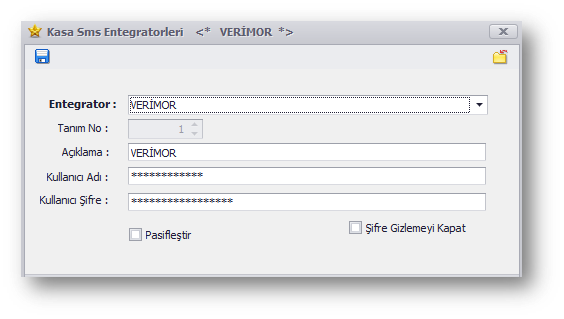 Kasa Sms Entegratorleri <* VERİMOR *>
Entegrator : VERİMOR
Tanım No : 1
Açıklama : VERİMOR
Kullanıcı Adı : ************
Kullanıcı Şifre : *****************
Pasifleştir Şifre Gizlemeyi Kapat